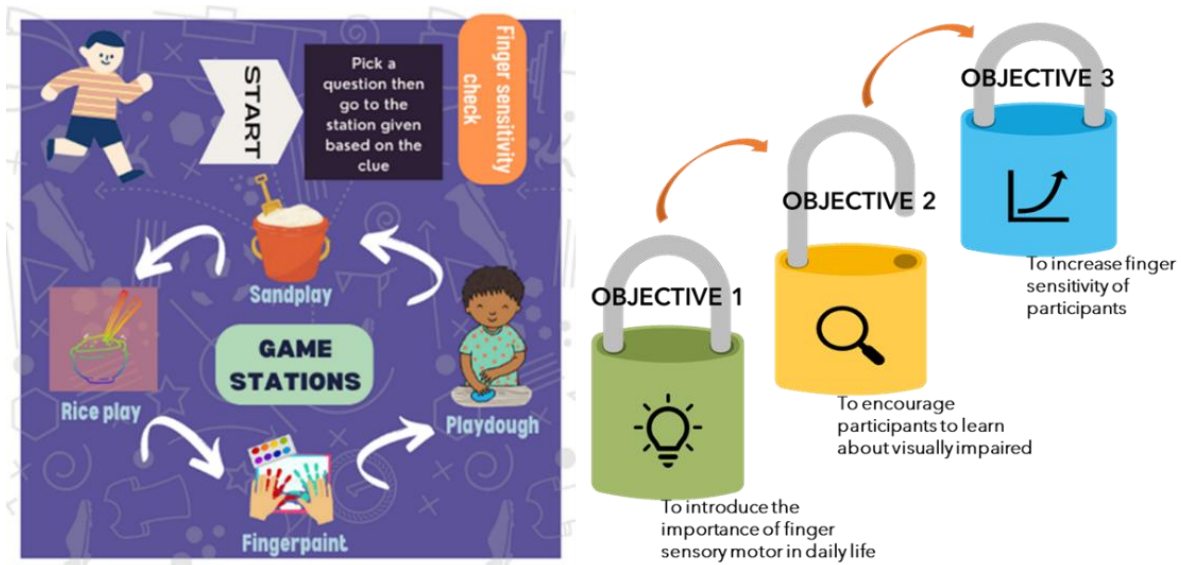 START
Pick a
question then
go to the
station given
based on the
clue
Finger sensitivity
check
Sandplay
Rice play
GAME
STATIONS
Playdough
Fingerpaint
OBJECTIVE 1
To introduce the
importance of finger
sensory motor in daily life
OBJECTIVE 2
To encourage
participants to learn
about visually impaired
OBJECTIVE 3
To increase finger
sensitivity of
participants